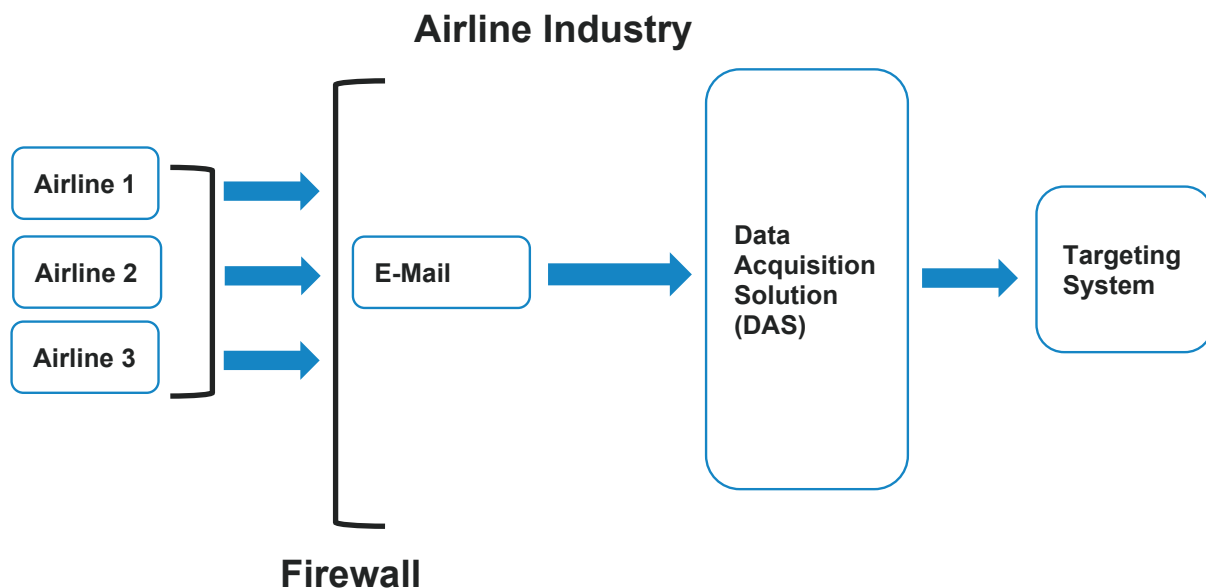 Airline Industry
Airline 1
Airline 2
Airline 3
E-Mail
Data
Acquisition
Solution
(DAS)
Targeting
System
Firewall